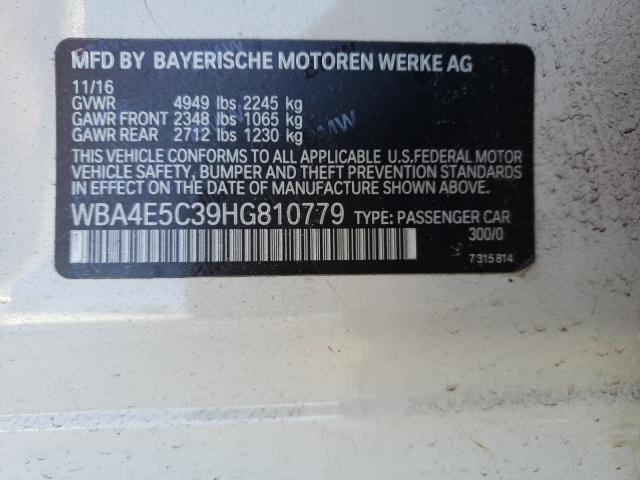 MFD BY BAYERISCHE MOTOREN WERKE AG
11/16
GVWR 4949 lbs 2245 kg
GAWR FRONT 2348 lbs 1065 kg
GAWR REAR 2712 lbs 1230 kg
THIS VEHICLE CONFORMS TO ALL APPLICABLE U.S.FEDERAL MOTOR
VEHICLE SAFETY, BUMPER AND THEFT PREVENTION STANDARDS
IN EFFECT ON THE DATE OF MANUFACTURE SHOWN ABOVE.
WBA4E5C39HG810779 TYPE: PASSENGER CAR
300/0
7315814